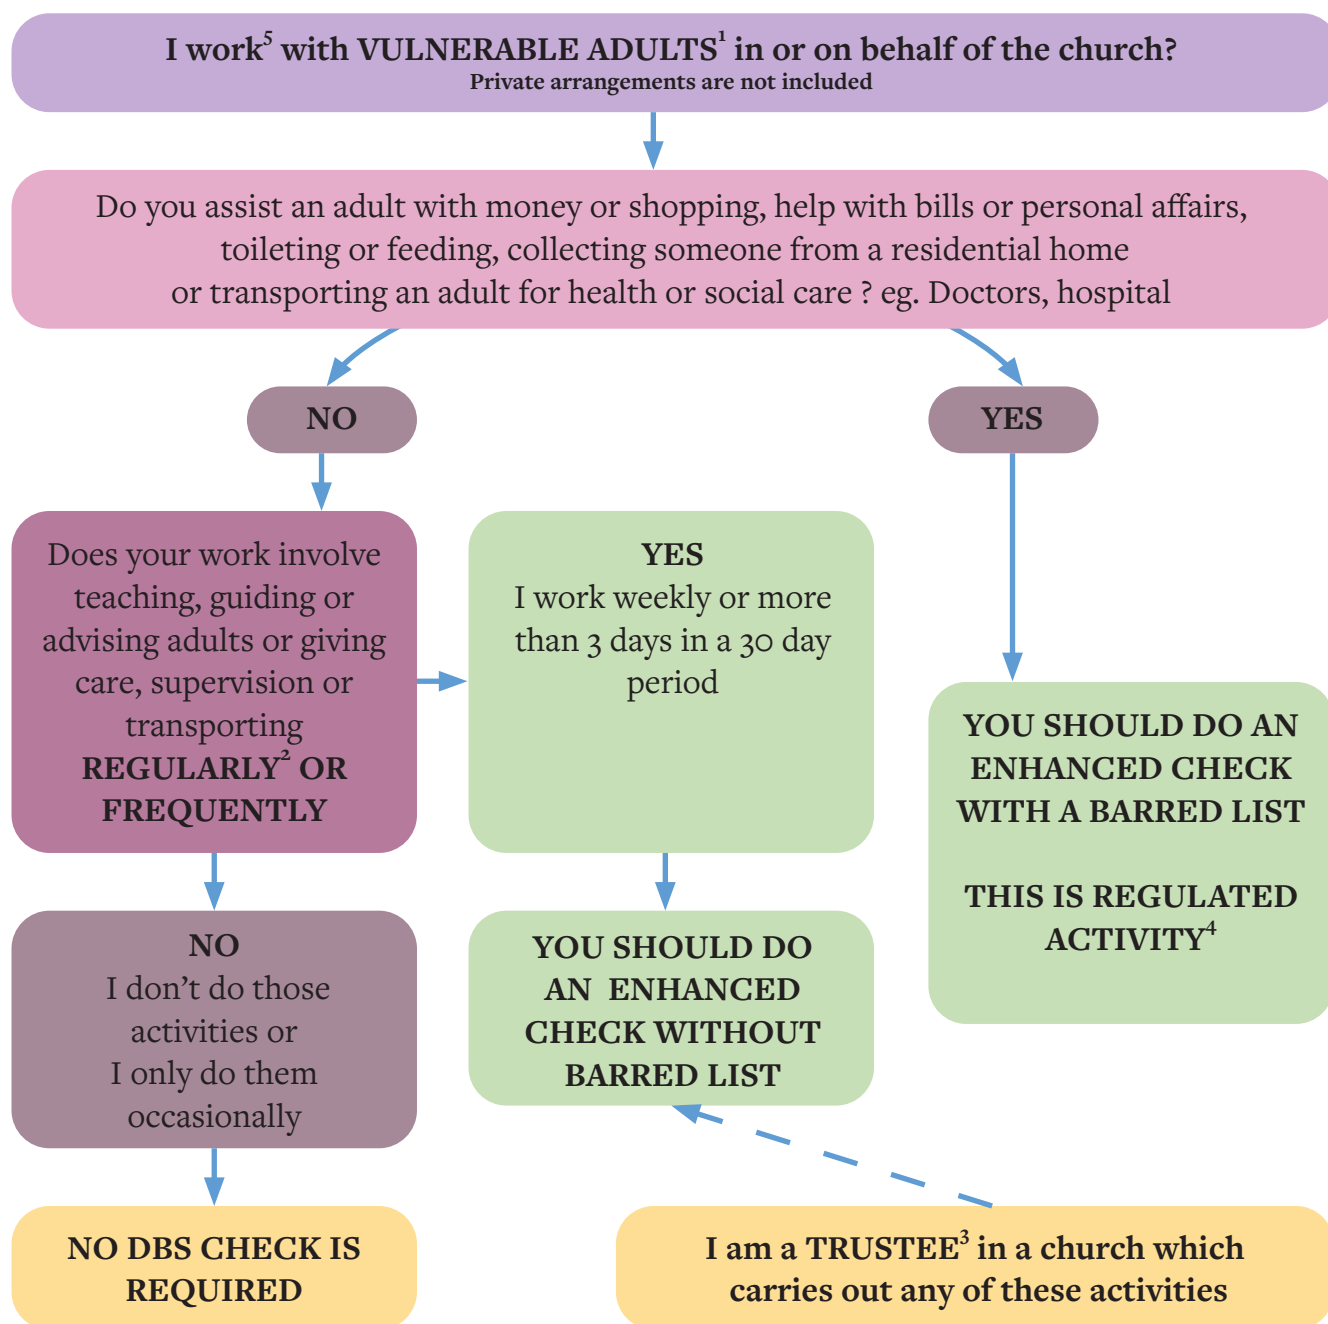 I work⁵ with VULNERABLE ADULTS¹ in or on behalf of the church?
Private arrangements are not included
Do you assist an adult with money or shopping, help with bills or personal affairs,
toileting or feeding, collecting someone from a residential home
or transporting an adult for health or social care ? eg. Doctors, hospital
NO
YES
Does your work involve
teaching, guiding or
advising adults or giving
care, supervision or
transporting
REGULARLY² OR
FREQUENTLY
YES
I work weekly or more
than 3 days in a 30 day
period
YOU SHOULD DO AN
ENHANCED CHECK
WITH A BARRED LIST
THIS IS REGULATED
ACTIVITY⁴
NO
I don’t do those
activities or
I only do them
occasionally
YOU SHOULD DO
AN ENHANCED
CHECK WITHOUT
BARRED LIST
NO DBS CHECK IS
REQUIRED
I am a TRUSTEE³ in a church which
carries out any of these activities